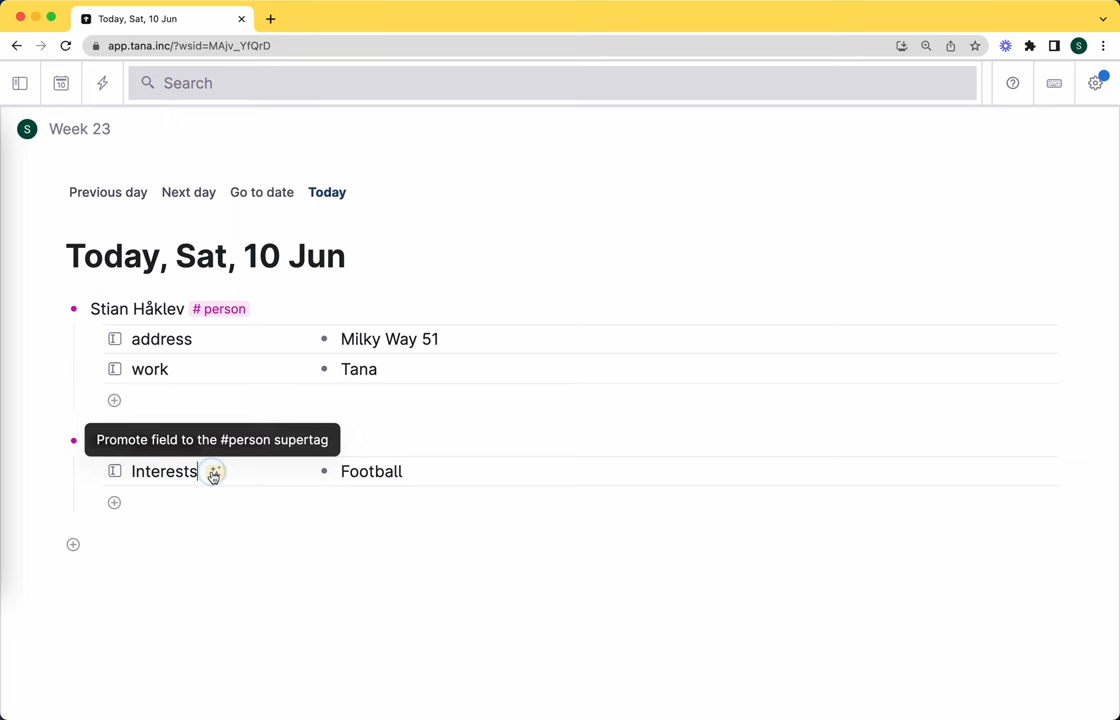 Today, Sat, 10 Jun
app.tana.inc/?wsid=MAjv_YfQrD
S
10
Search
S
Week 23
Previous day
Next day
Go to date
Today
Today, Sat, 10 Jun
Stian Håklev # person
address
Milky Way 51
work
Tana
Promote field to the #person supertag
Interests
Football